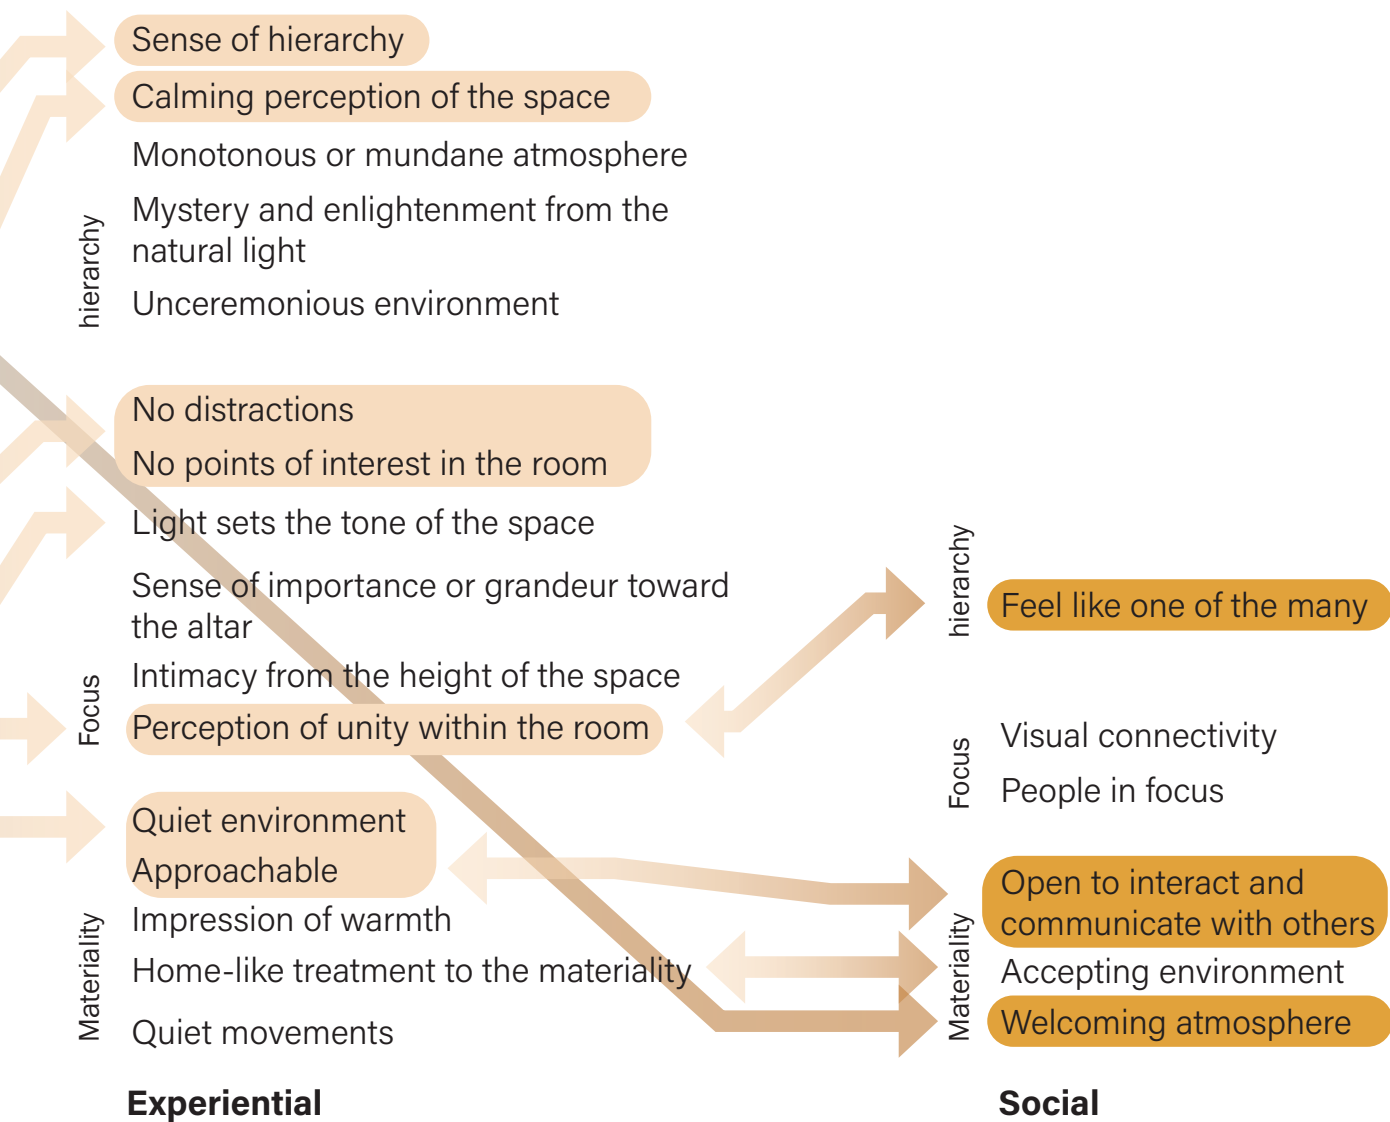 hierarchy
Sense of hierarchy
Calming perception of the space
Monotonous or mundane atmosphere
Mystery and enlightenment from the
natural light
Unceremonious environment
Focus
No distractions
No points of interest in the room
Light sets the tone of the space
Sense of importance or grandeur toward
the altar
Intimacy from the height of the space
Perception of unity within the room
Materiality
Quiet environment
Approachable
Impression of warmth
Home-like treatment to the materiality
Quiet movements
Experiential
hierarchy
Feel like one of the many
Focus
Visual connectivity
People in focus
Materiality
Open to interact and
communicate with others
Accepting environment
Welcoming atmosphere
Social